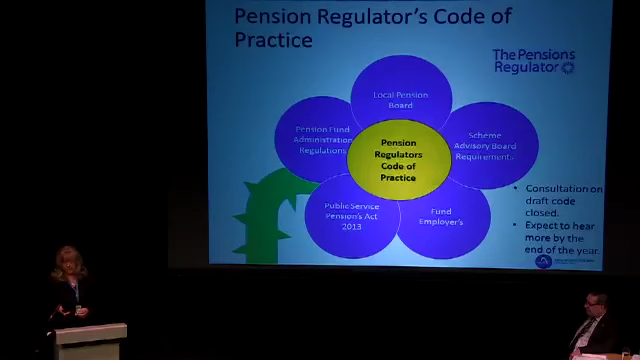 Pension Regulator's Code of
Practice
The Pensions
Regulator
Local Pension
Board
Pension Fund
Administration
Regulations
Scheme
Advisory Board
Requirements
Pension
Regulators
Code of
Practice
Public Service
Pension's Act
2013
Fund
Employer's
• Consultation on
draft code
closed.
• Expect to hear
more by the
end of the year.